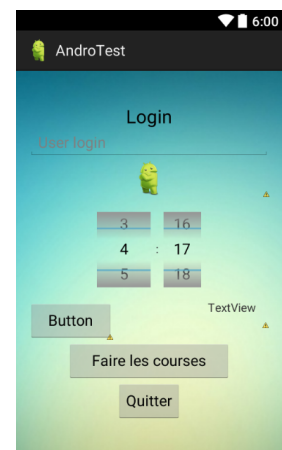 6:00
AndroTest
Login
User login
3 16
4 : 17
5 18
TextView
Button
Faire les courses
Quitter